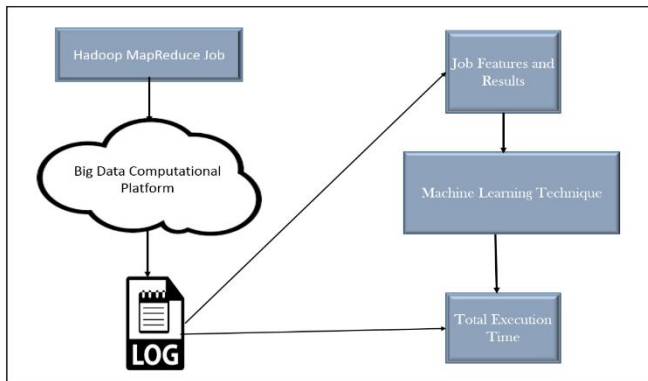 Hadoop MapReduce Job
Big Data Computational
Platform
LOG
Job Features and
Results
Machine Learning Technique
Total Execution
Time